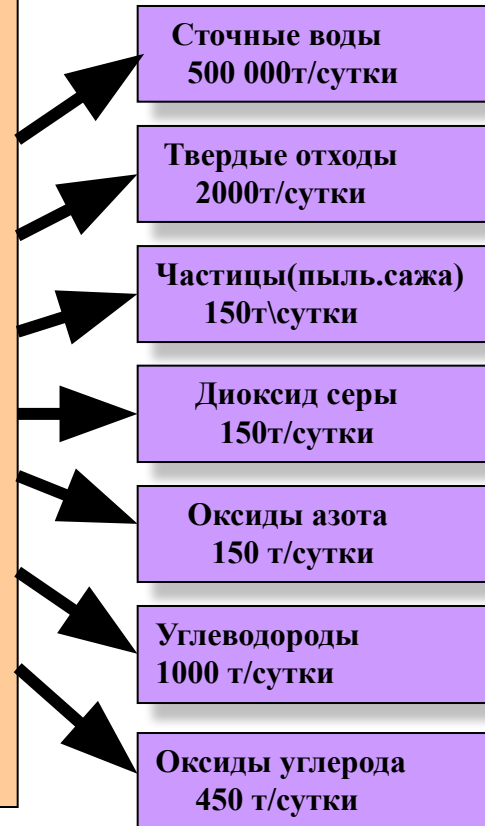 Сточные воды
500 000т/сутки
Твердые отходы
2000т/сутки
Частицы(пыль.сажа)
150т\сутки
Диоксид серы
150т/сутки
Оксиды азота
150 т/сутки
Углеводороды
1000 т/сутки
Оксиды углерода
450 т/сутки